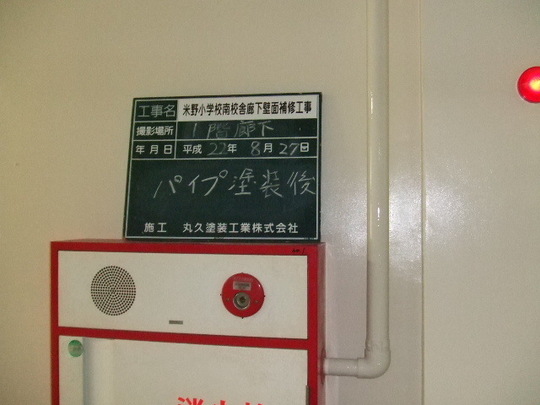 工事名 米野小学校南校舎廊下壁面補修工事
撮影場所 1階廊下
年月日 平成22年8月27日
パイプ塗装後
施工 丸久塗装工業株式会社